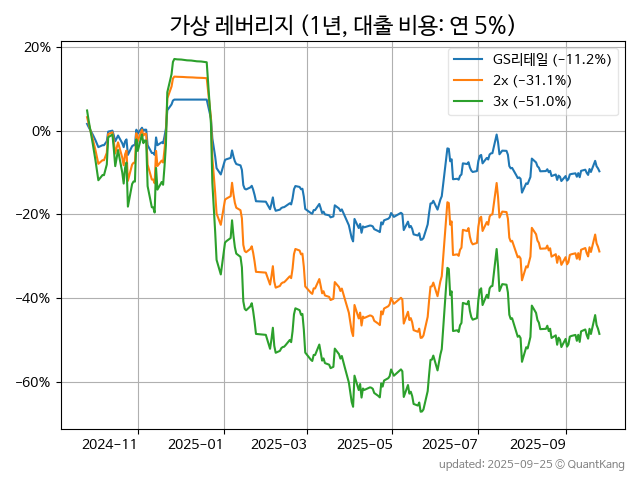 가상 레버리지 (1년, 대출 비용: 연 5%)
20%
0%
−20%
−40%
−60%
GS리테일 (−11.2%)
2x (−31.1%)
3x (−51.0%)
2024-11
2025-01
2025-03
2025-05
2025-07
2025-09
updated: 2025-09-25 © QuantKang